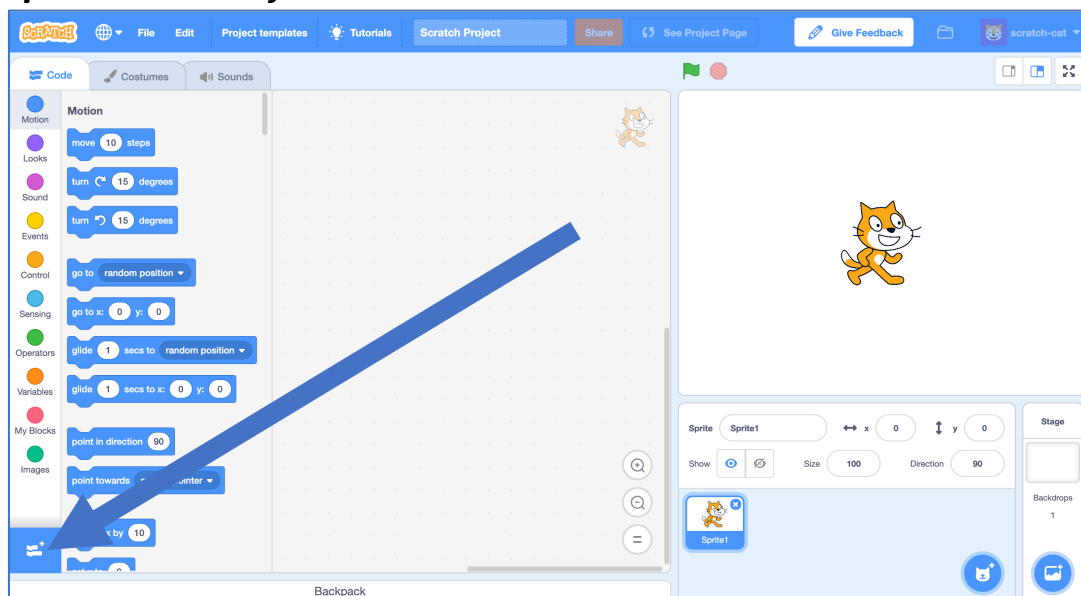 SCRATCH File Edit Project templates Tutorials Scratch Project Share See Project Page Give Feedback scratch-cat
Code Costumes Sounds
Motion
Looks
Sound
Events
Control
Sensing
Operators
Variables
My Blocks
Images
Motion
move 10 steps
turn 15 degrees
turn 15 degrees
go to random position
go to x: 0 y: 0
glide 1 secs to random position
glide 1 secs to x: 0 y: 0
point in direction 90
point towards
by 10
Backpack
Sprite Sprite1 x 0 y 0
Show Size 100 Direction 90
Sprite1
Stage
Backdrops
1